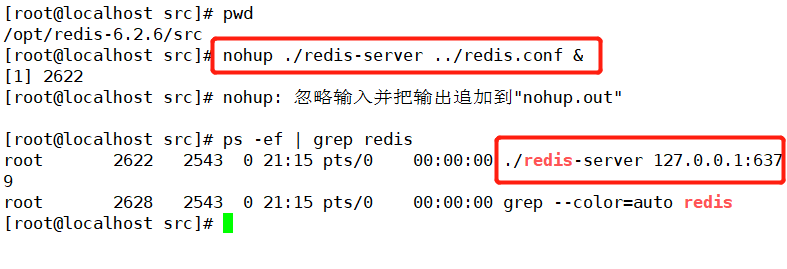 [root@localhost src]# pwd
/opt/redis-6.2.6/src
[root@localhost src]# nohup ./redis-server ../redis.conf &
[1] 2622
[root@localhost src]# nohup: 忽略输入并把输出追加到"nohup.out"
[root@localhost src]# ps -ef | grep redis
root       2622   2543  0 21:15 pts/0    00:00:00 ./redis-server 127.0.0.1:637
9
root       2628   2543  0 21:15 pts/0    00:00:00 grep --color=auto redis
[root@localhost src]#